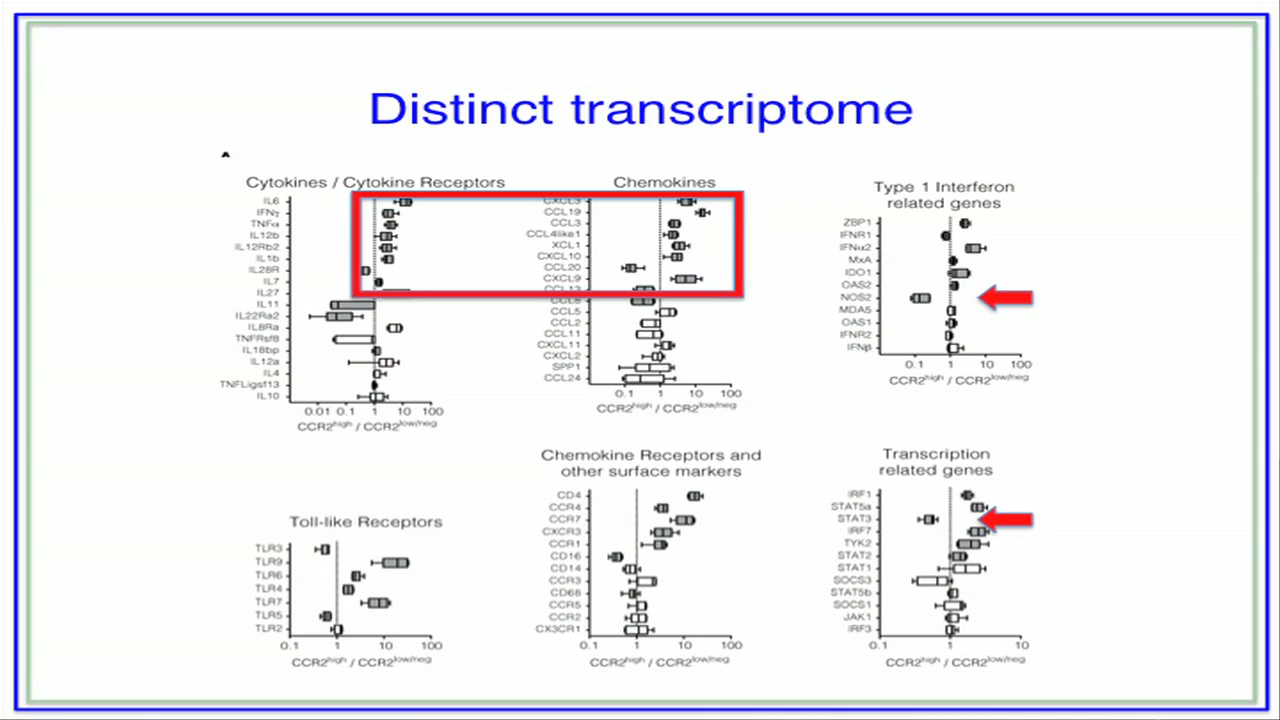 Distinct transcriptome
A
Cytokines / Cytokine Receptors
IL6
IFNγ
TNFα
IL12b
IL12Rb2
IL1b
IL28R
IL7
IL27
IL11
IL22Ra2
IL8Ra
TNFRsf8
IL18bp
IL12a
IL4
TNFLigsf13
IL10
0.01 0.1 1 10 100
CCR2high / CCR2low/neg
Chemokines
CXCL3
CCL19
CCL3
CCL4like1
XCL1
CXCL10
CCL20
CXCL9
CCL13
CCL8
CCL5
CCL2
CCL11
CXCL11
CXCL2
SPP1
CCL24
0.1 1 10 100
CCR2high / CCR2low/neg
Type 1 Interferon
related genes
ZBP1
IFNR1
IFNα2
MxA
IDO1
OAS2
NOS2
MDA5
OAS1
IFNR2
IFNβ
0.1 1 10 100
CCR2high / CCR2low/neg
Toll-like Receptors
TLR3
TLR9
TLR6
TLR4
TLR7
TLR5
TLR2
0.1 1 10 100
CCR2high / CCR2low/neg
Chemokine Receptors and
other surface markers
CD4
CCR4
CCR7
CXCR3
CCR1
CD16
CD14
CCR3
CD68
CCR5
CCR2
CX3CR1
0.1 1 10 100
CCR2high / CCR2low/neg
Transcription
related genes
IRF1
STAT5a
STAT3
IRF7
TYK2
STAT2
STAT1
SOCS3
STAT5b
SOCS1
JAK1
IRF3
0.1 1 10
CCR2high / CCR2low/neg